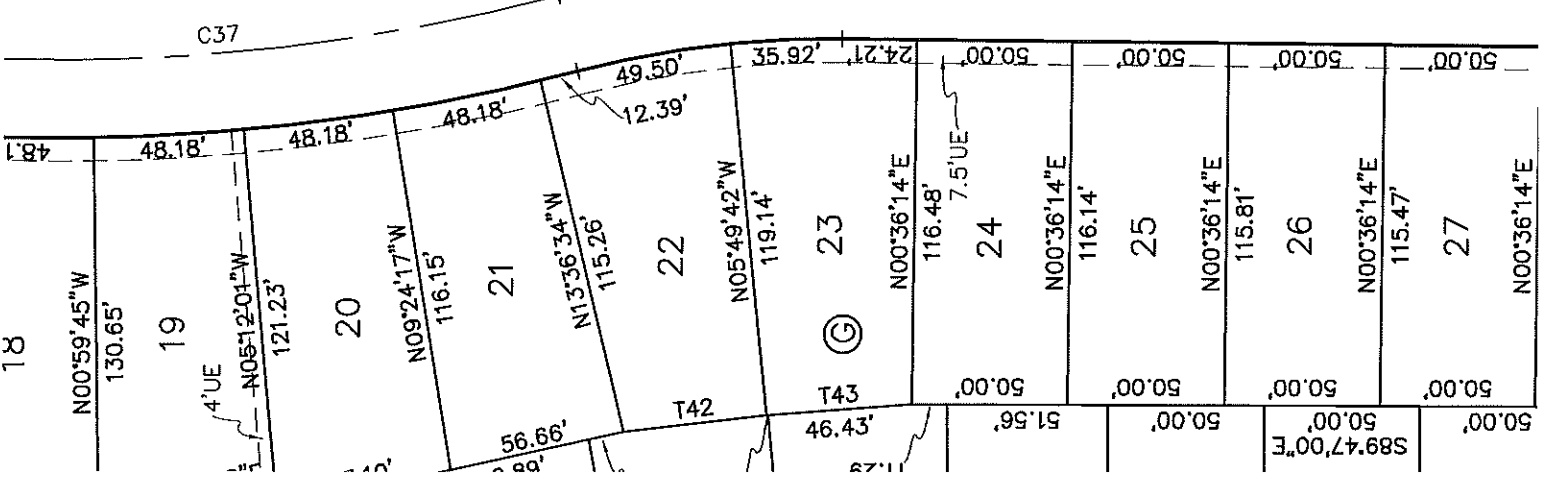 C37
48.18'
48.18'
48.18'
12.39'
49.50'
35.62'
24.21'
50.00'
50.00'
50.00'
50.00'
7.5'UE
18
N00°59'45"W
130.65'
19
4'UE
N05°12'01"W
121.23'
20
N09°24'17"W
116.15'
21
N13°36'34"W
115.26'
22
N05°49'42"W
119.14'
23
G
N00°36'14"E
116.48'
24
N00°36'14"E
116.14'
25
N00°36'14"E
115.81'
26
N00°36'14"E
115.47'
27
N00°36'14"E
56.66'
T42
T43
50.00'
50.00'
50.00'
50.00'
46.43'
51.56'
50.00'
50.00'
50.00'
S89°47'00"E